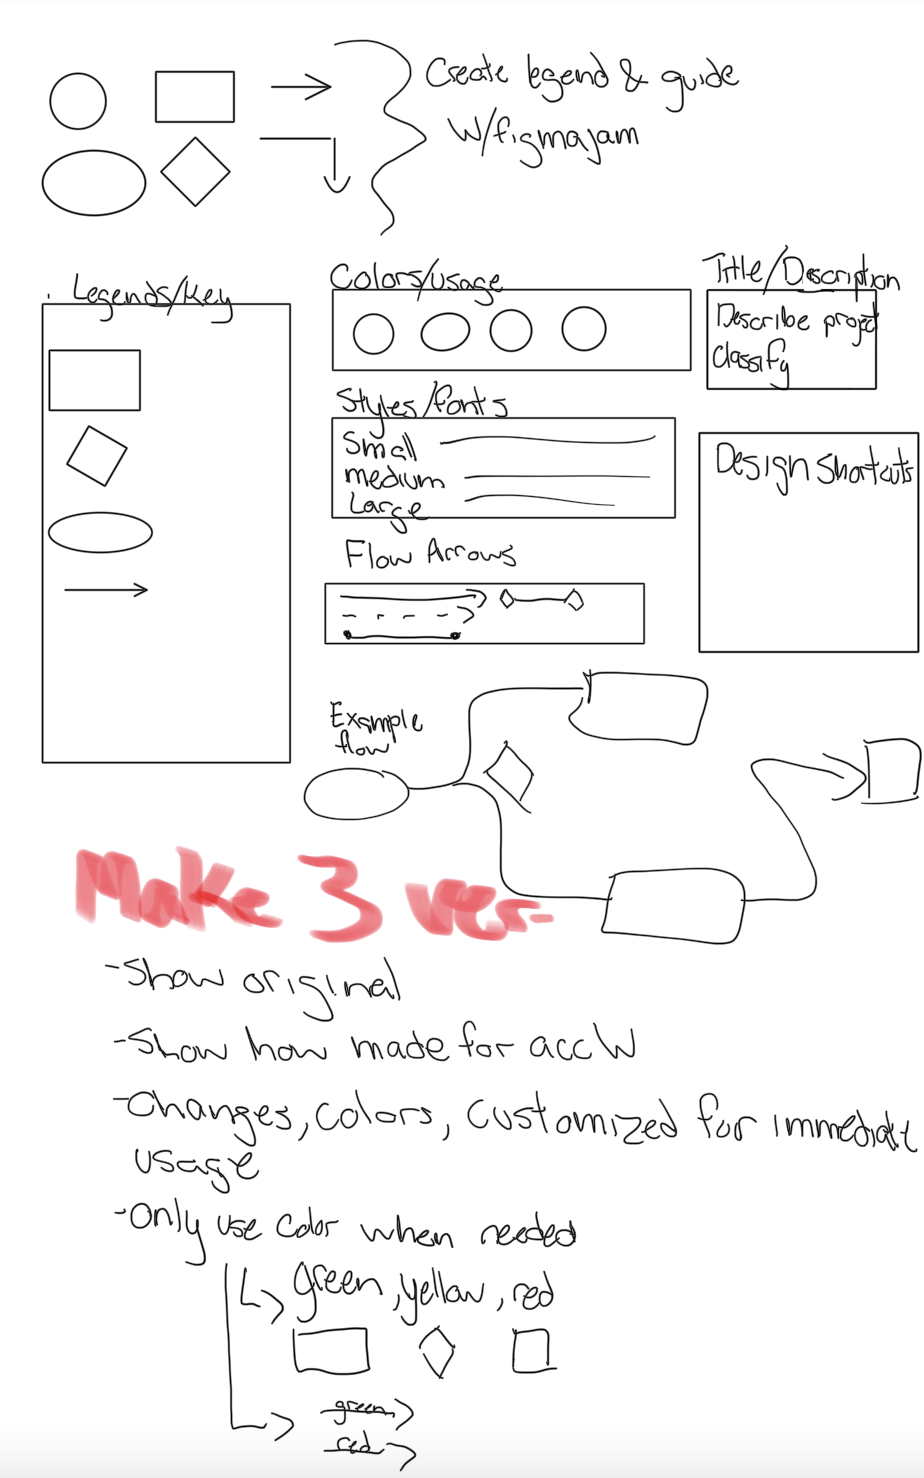 Create legend & guide
W/figmajam
Legends/Key
Colors/usage
Title/Description
Describe project
classify
Styles/fonts
Small
medium
Large
Design Shortcuts
Flow Arrows
Example
flow
Make 3 ves-
-Show original
-Show how made for accW
-Changes, colors, customized for immediate
usage
-Only use color when needed
green, yellow, red
green
red